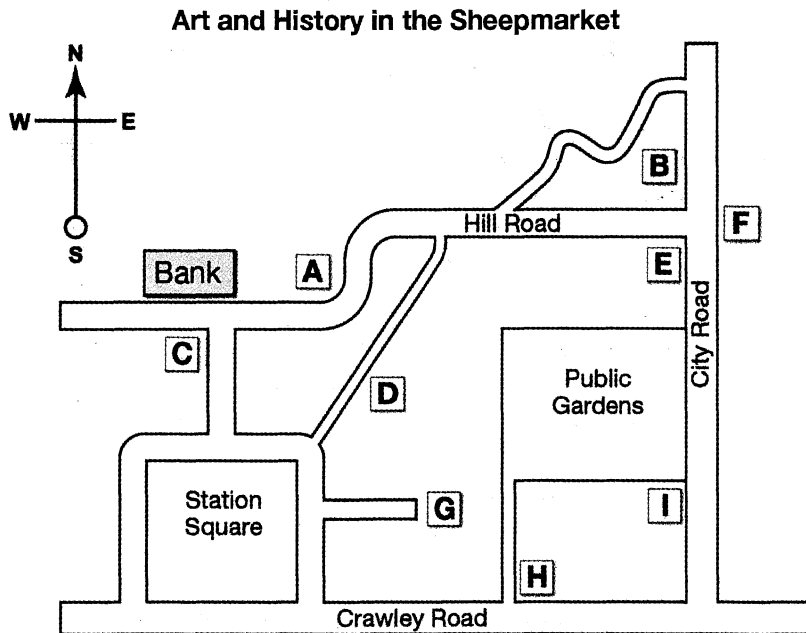 Art and History in the Sheepmarket
N
W E
S
B
Hill Road
F
A
E
Bank
C
City Road
D
Public
Gardens
Station
Square
G
I
H
Crawley Road